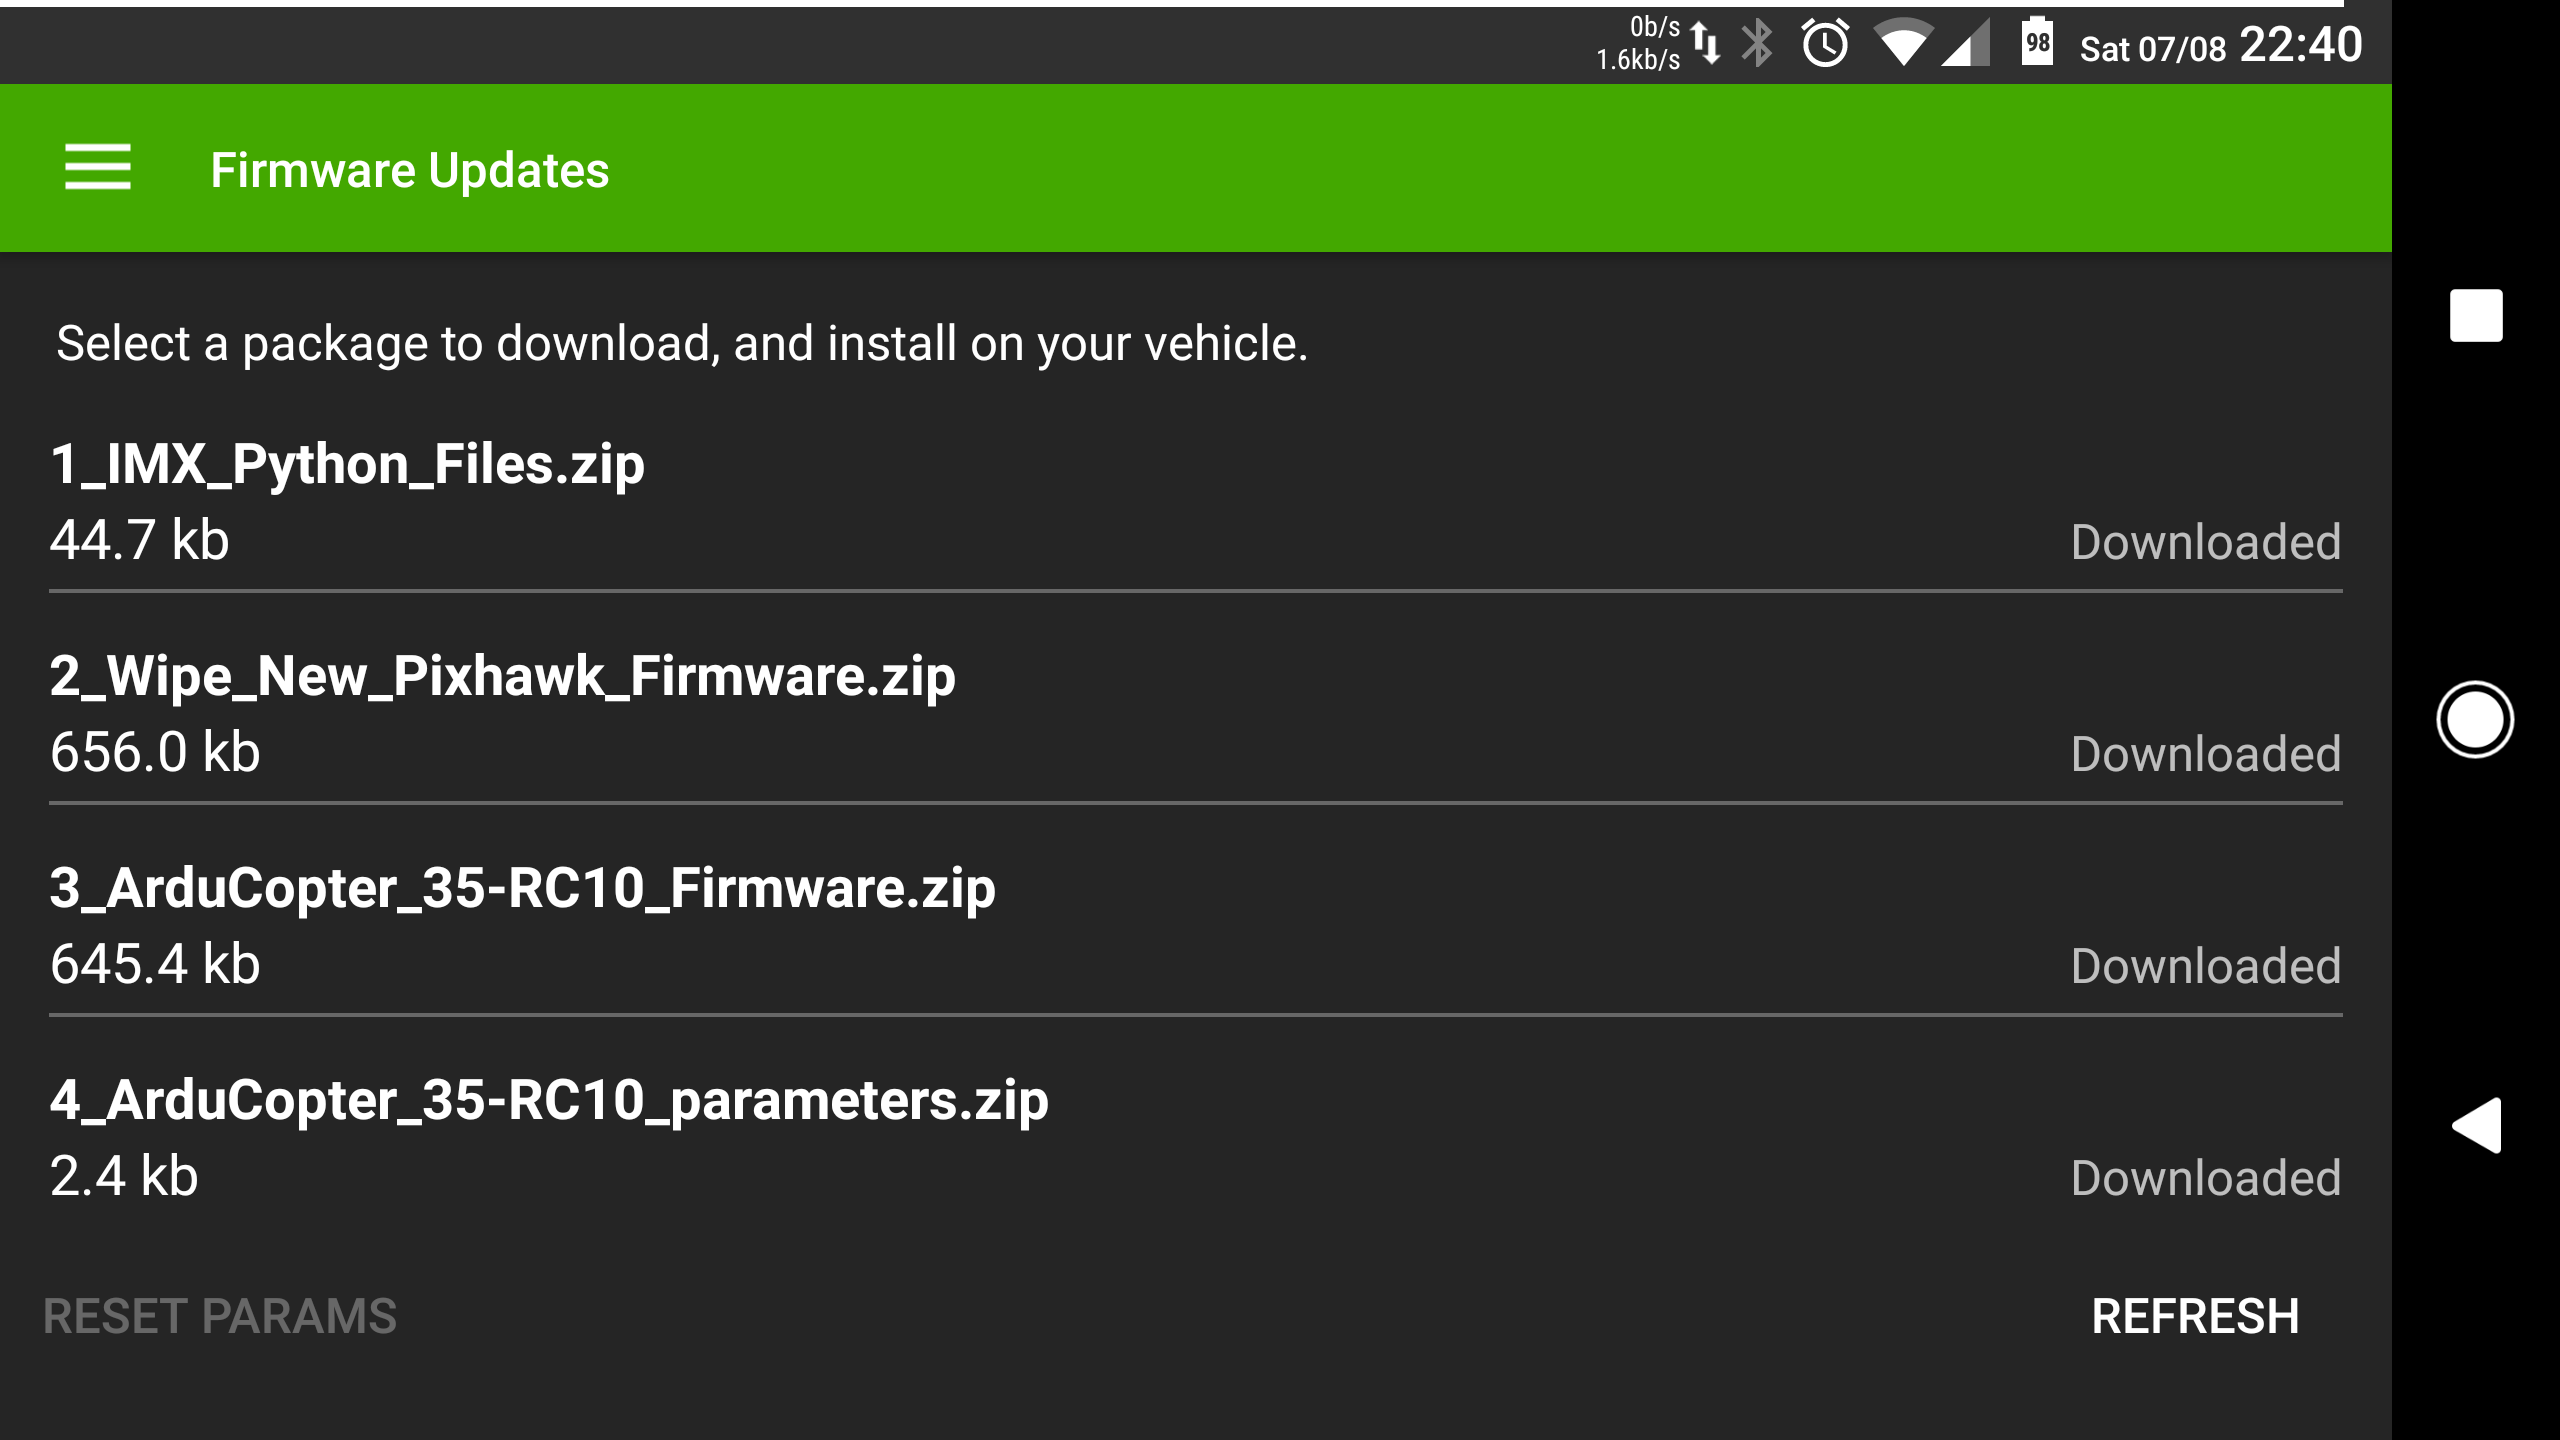 0b/s
1.6kb/s
98
Sat 07/08 22:40
Firmware Updates
Select a package to download, and install on your vehicle.
1_IMX_Python_Files.zip
44.7 kb
Downloaded
2_Wipe_New_Pixhawk_Firmware.zip
656.0 kb
Downloaded
3_ArduCopter_35-RC10_Firmware.zip
645.4 kb
Downloaded
4_ArduCopter_35-RC10_parameters.zip
2.4 kb
Downloaded
RESET PARAMS
REFRESH